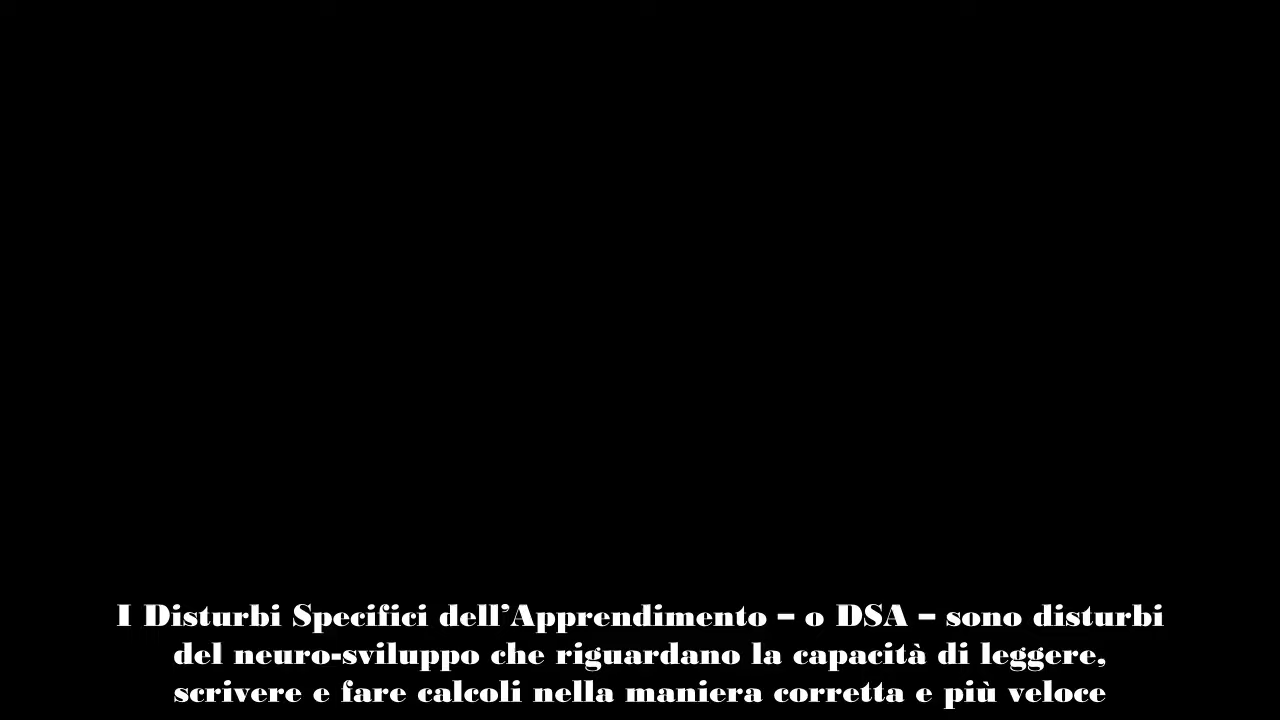 I Disturbi Specifici dell’Apprendimento – o DSA – sono disturbi
del neuro-sviluppo che riguardano la capacità di leggere,
scrivere e fare calcoli nella maniera corretta e più veloce